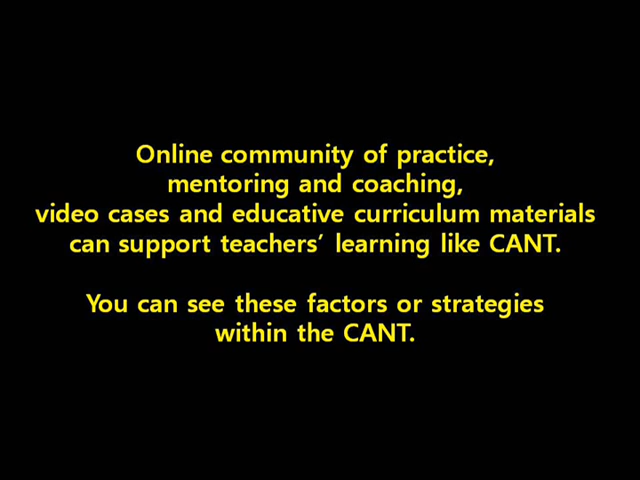 Online community of practice,
mentoring and coaching,
video cases and educative curriculum materials
can support teachers’ learning like CANT.
You can see these factors or strategies
within the CANT.